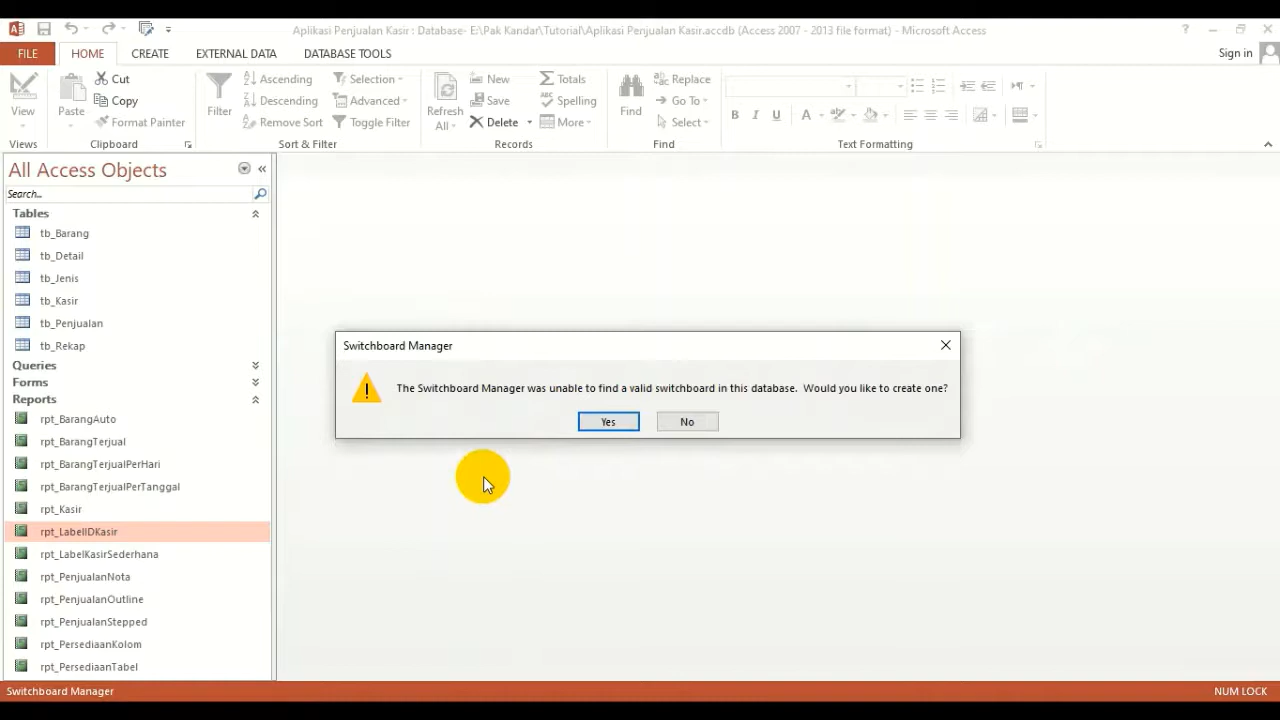 Aplikasi Penjualan Kasir : Database- E:\Pak Kandar\Tutorial\Aplikasi Penjualan Kasir.accdb (Access 2007 - 2013 file format) - Microsoft Access
FILE HOME CREATE EXTERNAL DATA DATABASE TOOLS Sign in
View
Views
Paste
Cut
Copy
Format Painter
Clipboard
Filter
Ascending
Descending
Remove Sort
Selection
Advanced
Toggle Filter
Sort & Filter
Refresh
All
New
Save
Delete
Totals
Spelling
More
Records
Find
Replace
Go To
Select
Find
B I U A
Text Formatting
All Access Objects
Search...
Tables
tb_Barang
tb_Detail
tb_Jenis
tb_Kasir
tb_Penjualan
tb_Rekap
Queries
Forms
Reports
rpt_BarangAuto
rpt_BarangTerjual
rpt_BarangTerjualPerHari
rpt_BarangTerjualPerTanggal
rpt_Kasir
rpt_LabelIDKasir
rpt_LabelKasirSederhana
rpt_PenjualanNota
rpt_PenjualanOutline
rpt_PenjualanStepped
rpt_PersediaanKolom
rpt_PersediaanTabel
Switchboard Manager
The Switchboard Manager was unable to find a valid switchboard in this database.  Would you like to create one?
Yes No
Switchboard Manager NUM LOCK